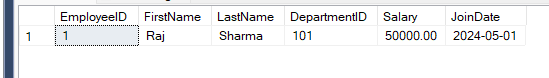 EmployeeID FirstName LastName DepartmentID Salary JoinDate
1 1 Raj Sharma 101 50000.00 2024-05-01